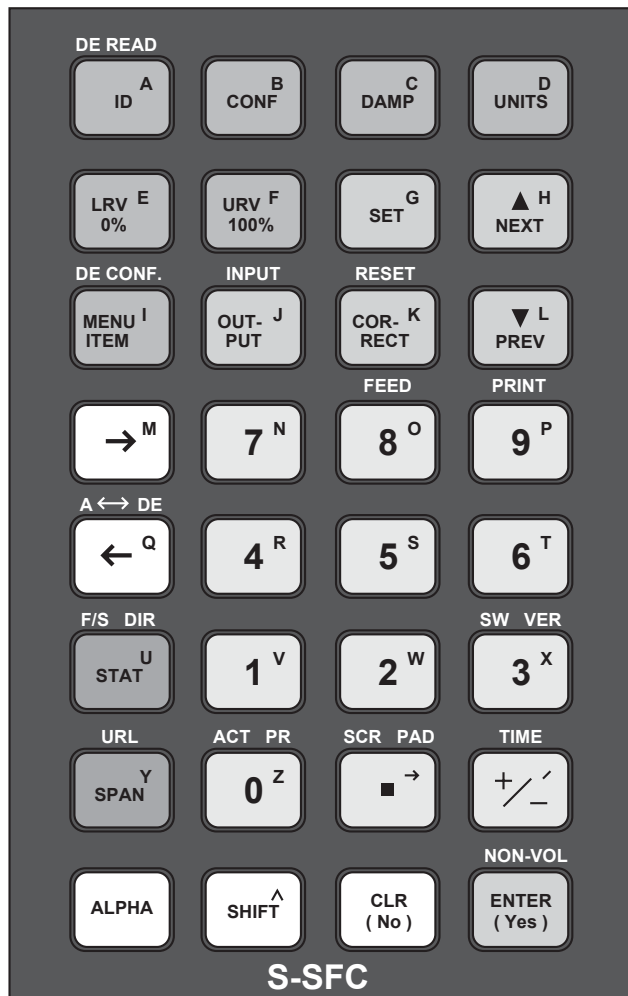 DE READ
A B C D
ID CONF DAMP UNITS
LRV E URV F G ▲ H
0% 100% SET NEXT
DE CONF. INPUT RESET
MENU I OUT- J COR- K ▼ L
ITEM PUT RECT PREV
FEED PRINT
→ M 7 N 8 O 9 P
A ↔ DE
← Q 4 R 5 S 6 T
F/S DIR SW VER
STAT U 1 V 2 W 3 X
URL ACT PR SCR PAD TIME
SPAN Y 0 Z ■ → +/− ′
NON-VOL
ALPHA SHIFT ^ CLR ENTER
( No ) ( Yes )
S-SFC